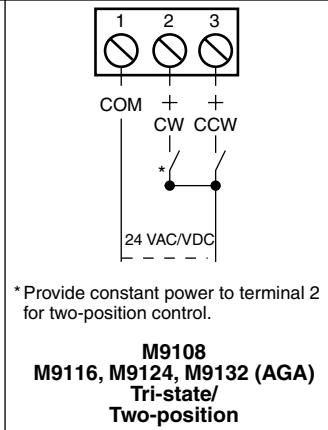 1 2 3
COM + +
CW CCW
*
24 VAC/VDC
* Provide constant power to terminal 2
for two-position control.
M9108
M9116, M9124, M9132 (AGA)
Tri-state/
Two-position